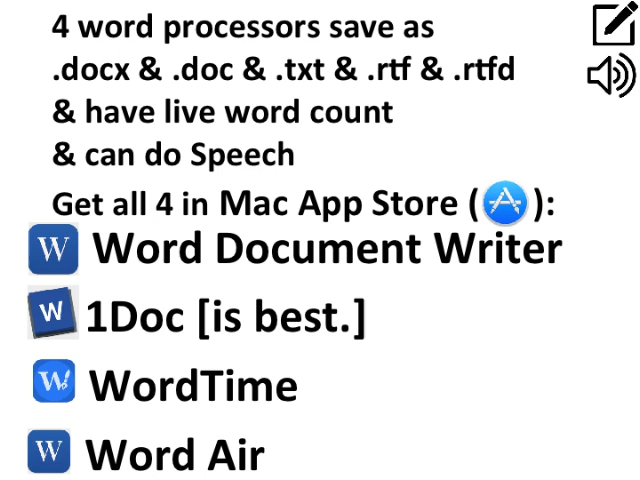 4 word processors save as
.docx & .doc & .txt & .rtf & .rtfd
& have live word count
& can do Speech
Get all 4 in Mac App Store ( ):
W Word Document Writer
W 1Doc [is best.]
W WordTime
W Word Air